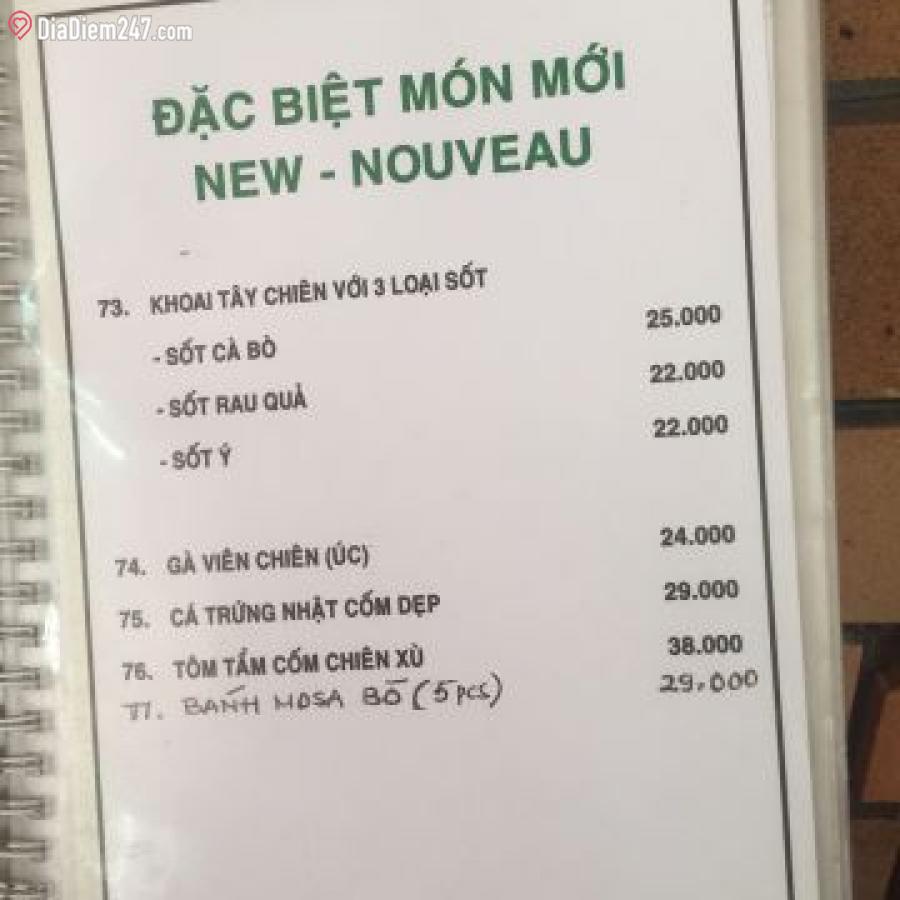 DiaDiem247.com
ĐẶC BIỆT MÓN MỚI
NEW - NOUVEAU
73. KHOAI TÂY CHIÊN VỚI 3 LOẠI SỐT
- SỐT CÀ BÒ 25.000
- SỐT RAU QUẢ 22.000
- SỐT Ý 22.000
74. GÀ VIÊN CHIÊN (ÚC) 24.000
75. CÁ TRỨNG NHẬT CỐM DẸP 29.000
76. TÔM TẨM CỐM CHIÊN XÙ 38.000
77. BÁNH MOSA BÒ (5 pcs) 29.000